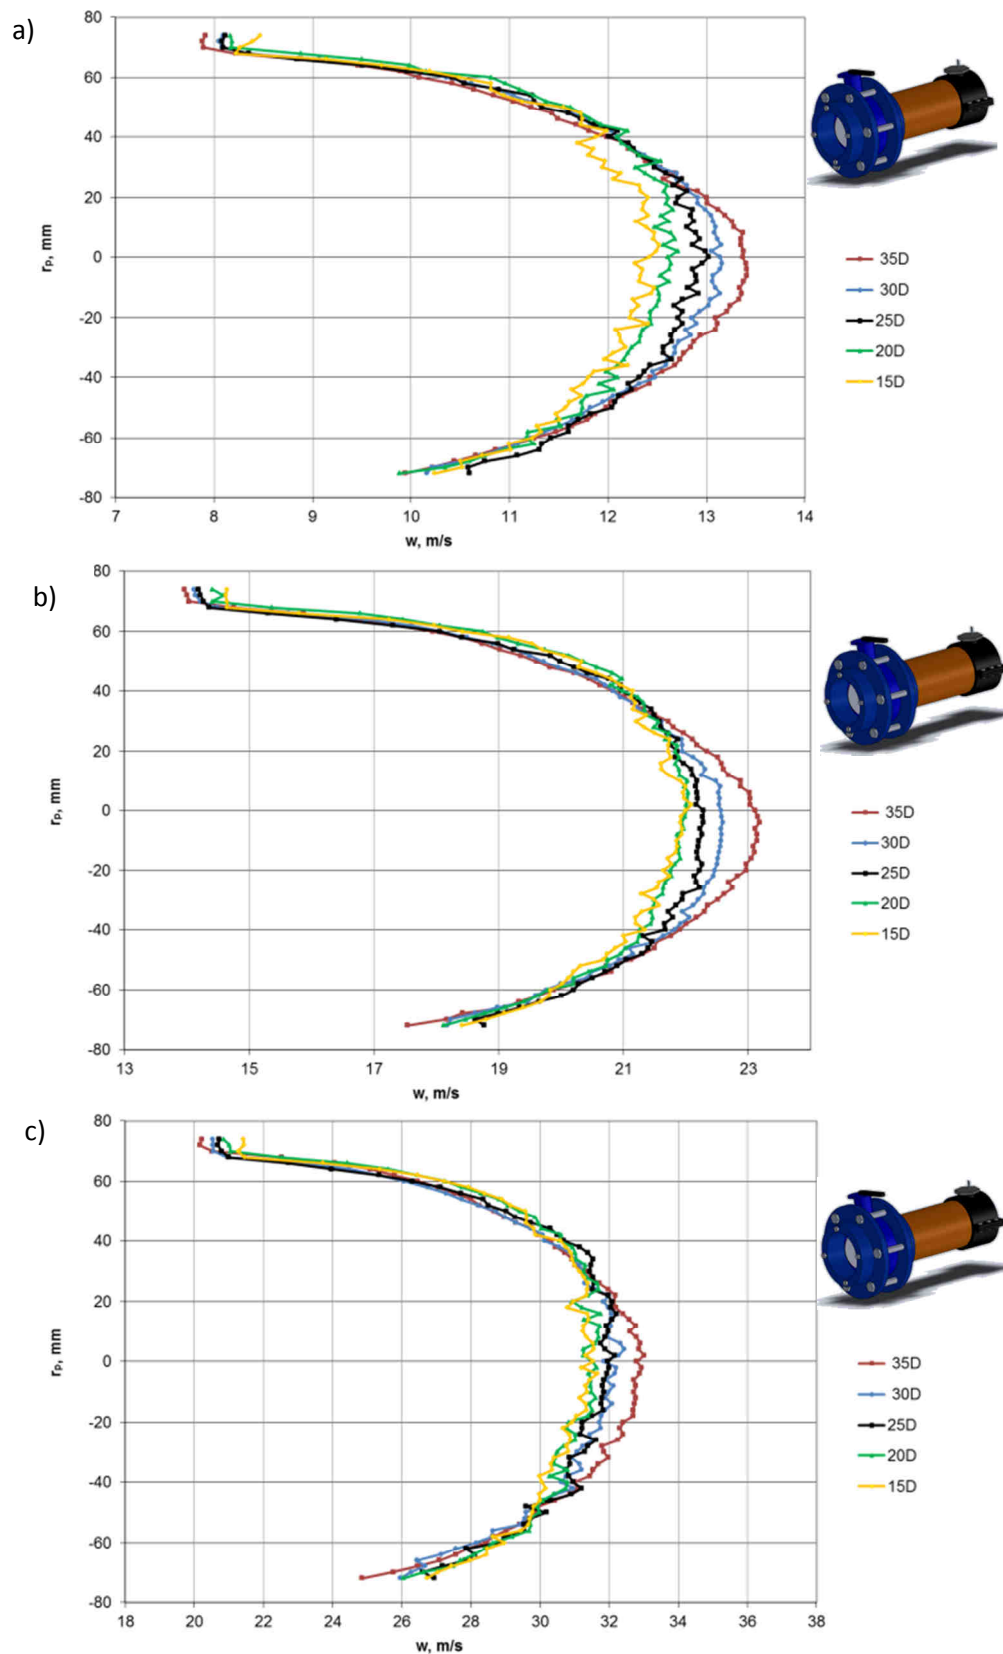 a)
80
60
40
20
0
-20
-40
-60
-80
rₚ, mm
7 8 9 10 11 12 13 14
w, m/s
35D
30D
25D
20D
15D
b)
80
60
40
20
0
-20
-40
-60
-80
rₚ, mm
13 15 17 19 21 23
w, m/s
35D
30D
25D
20D
15D
c)
80
60
40
20
0
-20
-40
-60
-80
rₚ, mm
18 20 22 24 26 28 30 32 34 36 38
w, m/s
35D
30D
25D
20D
15D